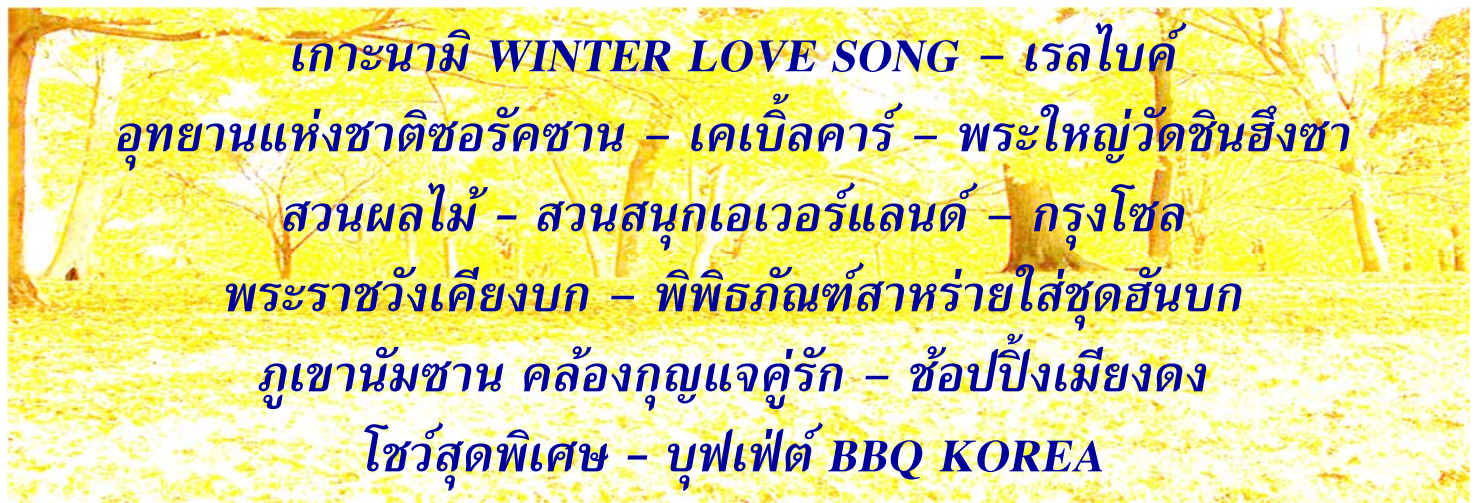 เกาะนามิ WINTER LOVE SONG – เรลไบค์
อุทยานแห่งชาติซอรัคซาน – เคเบิ้ลคาร์ – พระใหญ่วัดชินฮึงซา
สวนผลไม้ – สวนสนุกเอเวอร์แลนด์ – กรุงโซล
พระราชวังเคียงบก – พิพิธภัณฑ์สาหร่ายใส่ชุดฮันบก
ภูเขานัมซาน คล้องกุญแจคู่รัก – ช้อปปิ้งเมียงดง
โชว์สุดพิเศษ – บุฟเฟ่ต์ BBQ KOREA